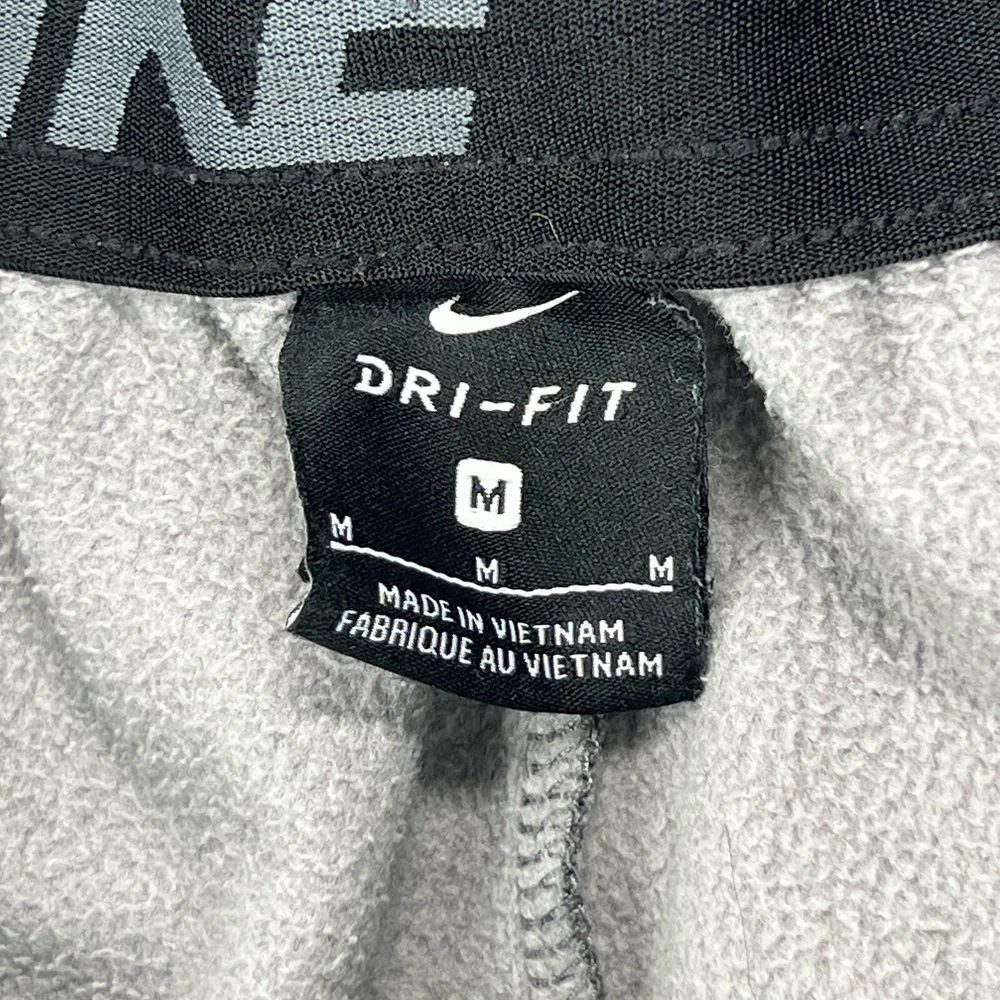 DRI-FIT
M
M M M
MADE IN VIETNAM
FABRIQUE AU VIETNAM